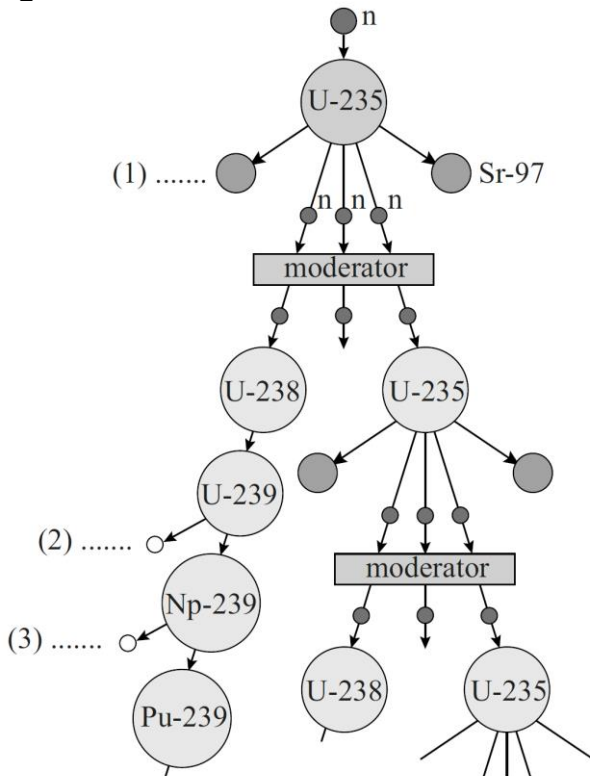 n
U-235
(1) .......
Sr-97
n n n
moderator
U-238 U-235
U-239
(2) .......
moderator
Np-239
(3) .......
U-238 U-235
Pu-239